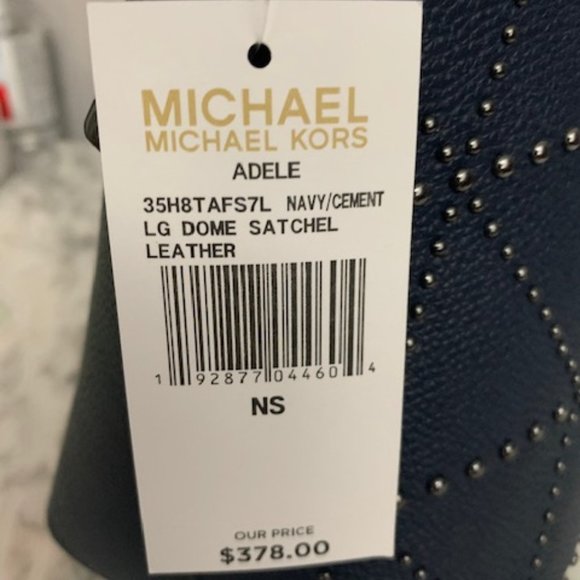 MICHAEL
MICHAEL KORS
ADELE
35H8TAFS7L NAVY/CEMENT
LG DOME SATCHEL
LEATHER
1 92877 04460 4
NS
OUR PRICE
$378.00